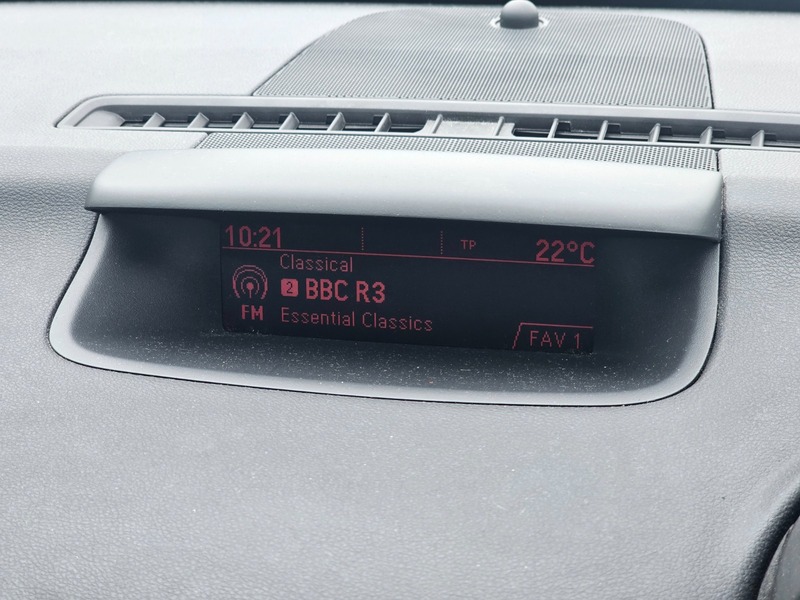 10:21 TP 22°C
Classical
2 BBC R3
FM Essential Classics
FAV 1